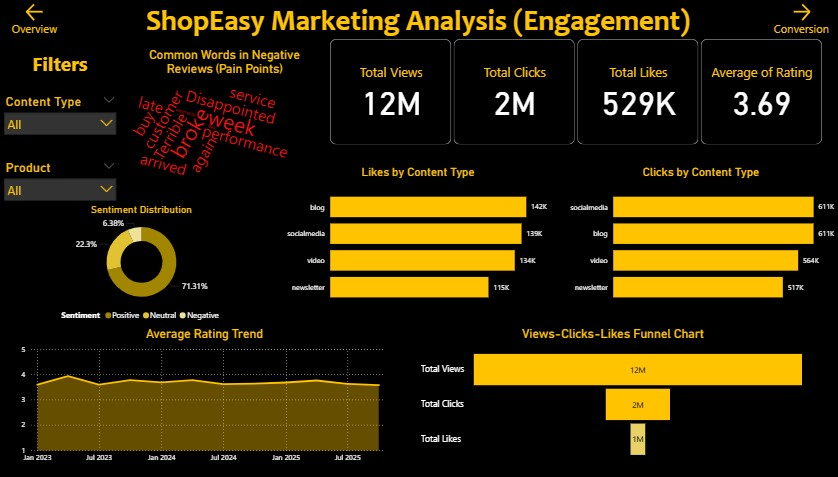 Overview
ShopEasy Marketing Analysis (Engagement)
Conversion
Filters
Content Type
All
Product
All
Common Words in Negative
Reviews (Pain Points)
service
Disappointed
late
customer
buy
Terrible
broke
week
performance
again
arrived
Total Views
12M
Total Clicks
2M
Total Likes
529K
Average of Rating
3.69
Sentiment Distribution
6.38%
22.3%
71.31%
Sentiment Positive Neutral Negative
Likes by Content Type
blog 142K
socialmedia 139K
video 134K
newsletter 115K
Clicks by Content Type
socialmedia 611K
blog 611K
video 564K
newsletter 517K
Average Rating Trend
5
4
3
2
1
Jan 2023 Jul 2023 Jan 2024 Jul 2024 Jan 2025 Jul 2025
Views-Clicks-Likes Funnel Chart
Total Views 12M
Total Clicks 2M
Total Likes 1M